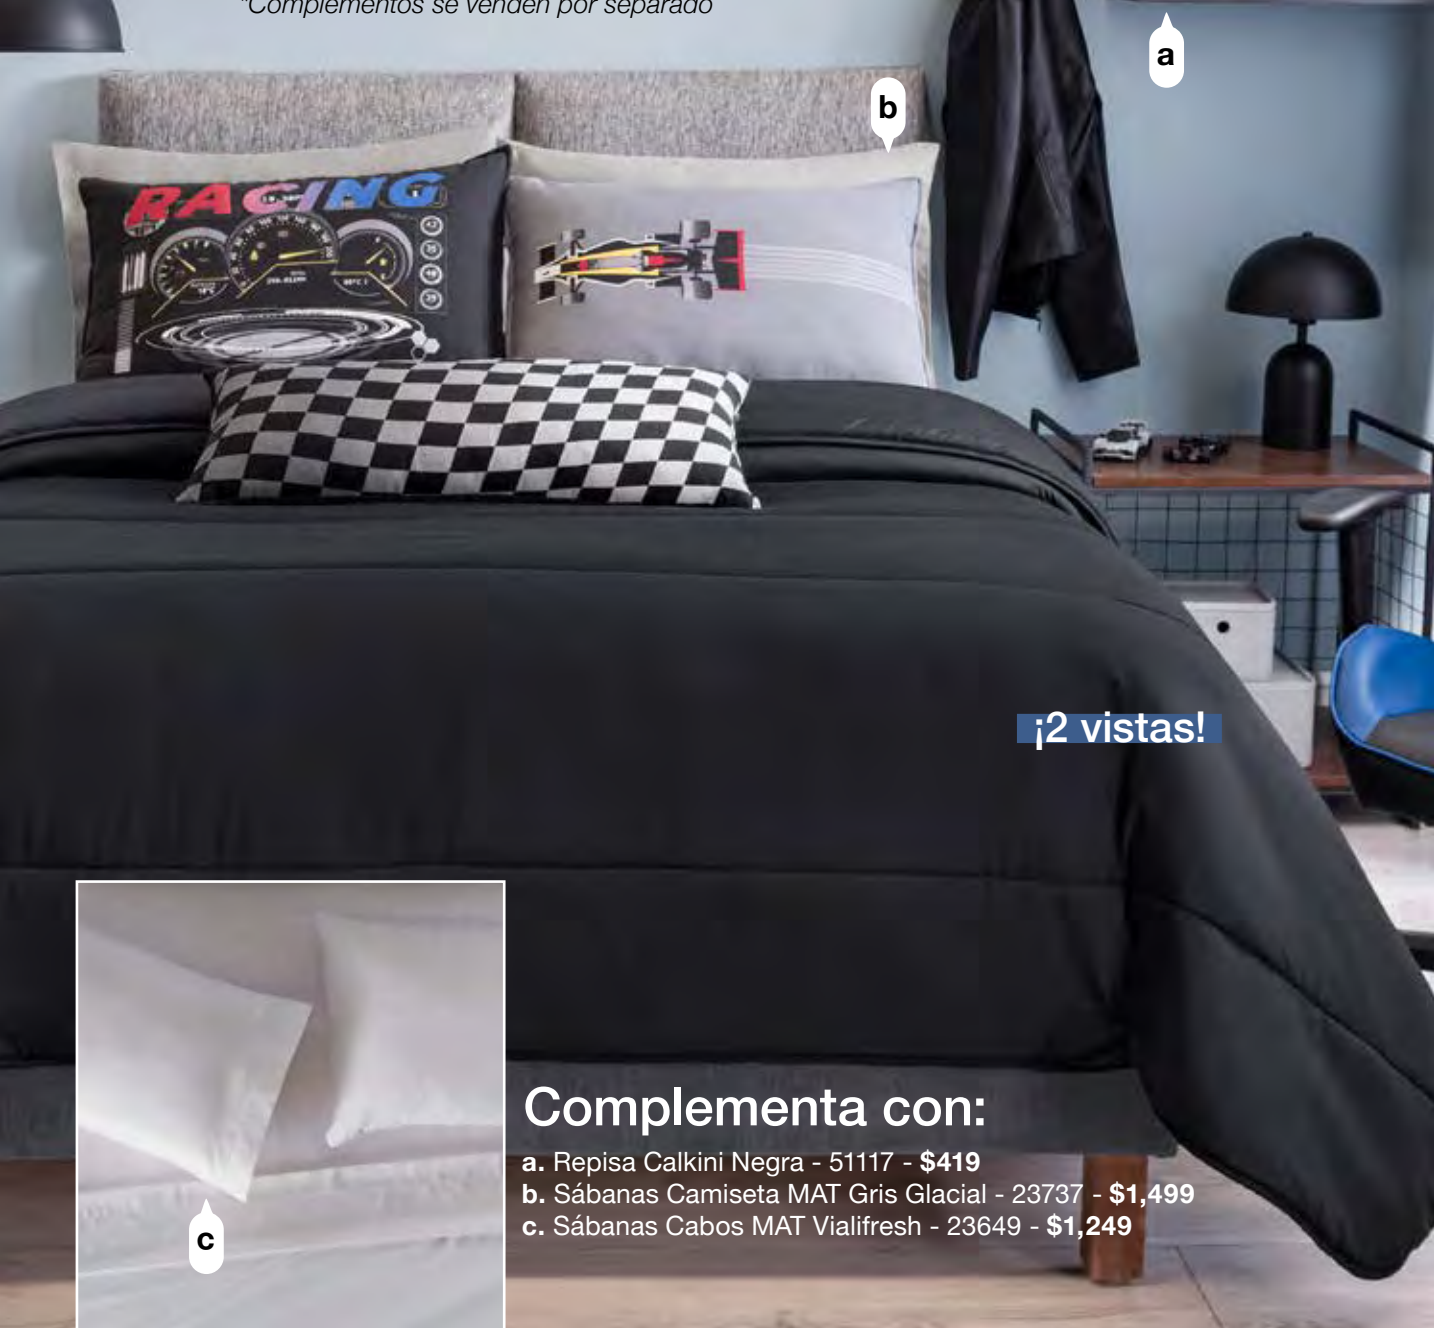 *Complementos se venden por separado
a
b
RACING
¡2 vistas!
Complementa con:
a. Repisa Calkini Negra - 51117 - $419
b. Sábanas Camiseta MAT Gris Glacial - 23737 - $1,499
c. Sábanas Cabos MAT Vialifresh - 23649 - $1,249
c